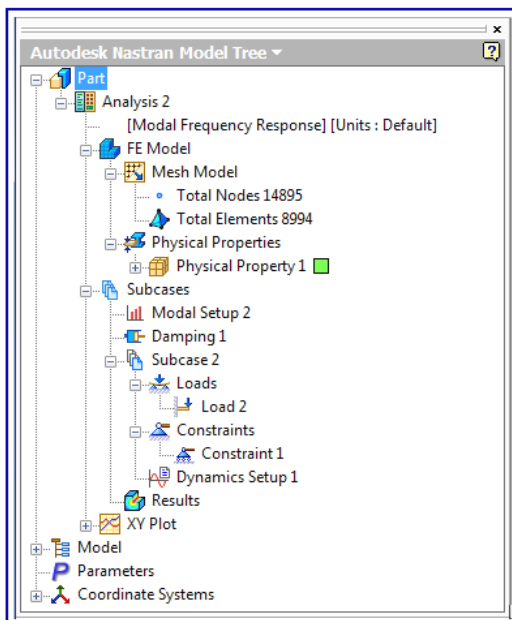 Autodesk Nastran Model Tree
Part
Analysis 2
[Modal Frequency Response] [Units : Default]
FE Model
Mesh Model
Total Nodes 14895
Total Elements 8994
Physical Properties
Physical Property 1
Subcases
Modal Setup 2
Damping 1
Subcase 2
Loads
Load 2
Constraints
Constraint 1
Dynamics Setup 1
Results
XY Plot
Model
Parameters
Coordinate Systems